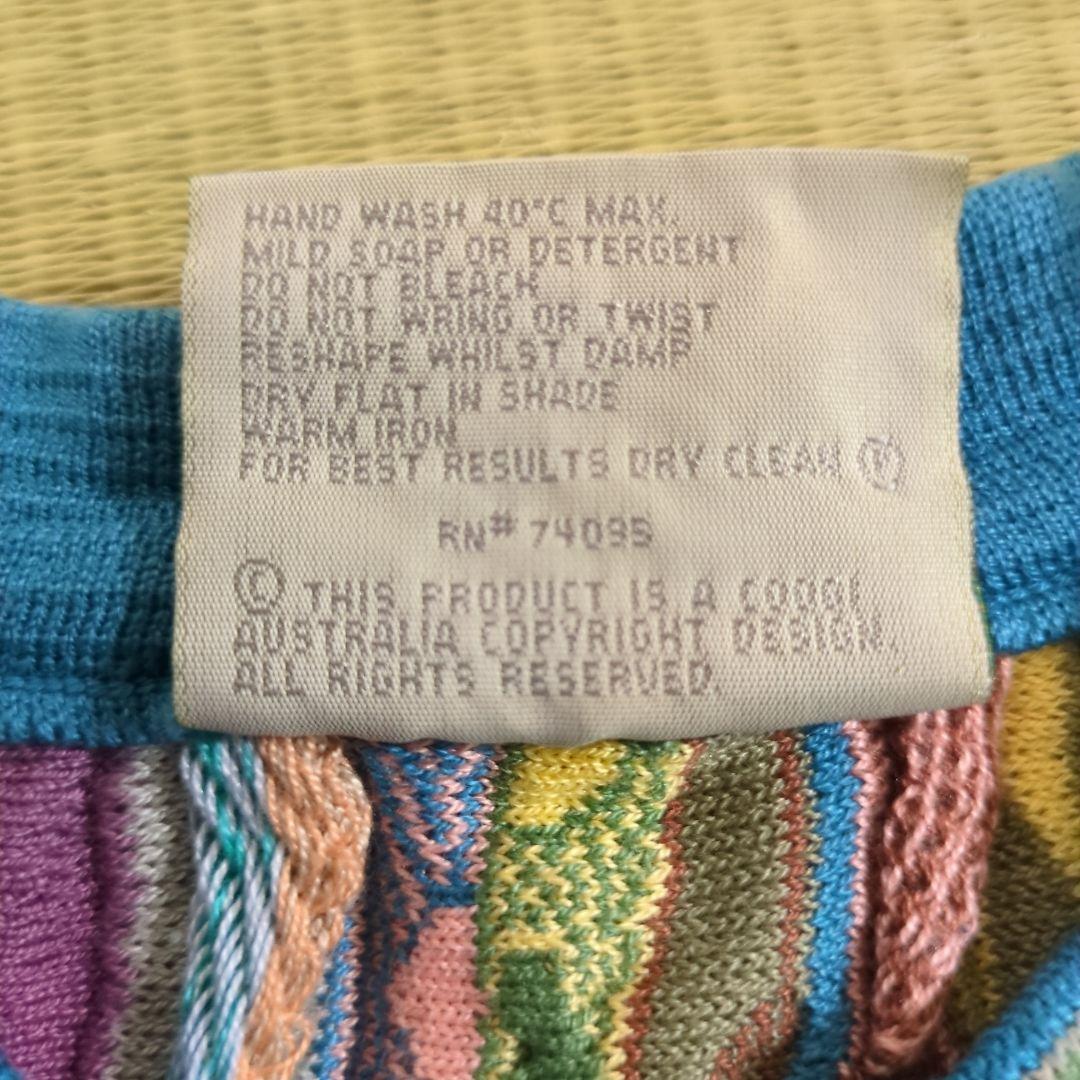 HAND WASH 40°C MAX.
MILD SOAP OR DETERGENT
DO NOT BLEACH
DO NOT WRING OR TWIST
RESHAPE WHILST DAMP
DRY FLAT IN SHADE
WARM IRON
FOR BEST RESULTS DRY CLEAN Ⓟ
RN# 74095
© THIS PRODUCT IS A COOGI
AUSTRALIA COPYRIGHT DESIGN.
ALL RIGHTS RESERVED.